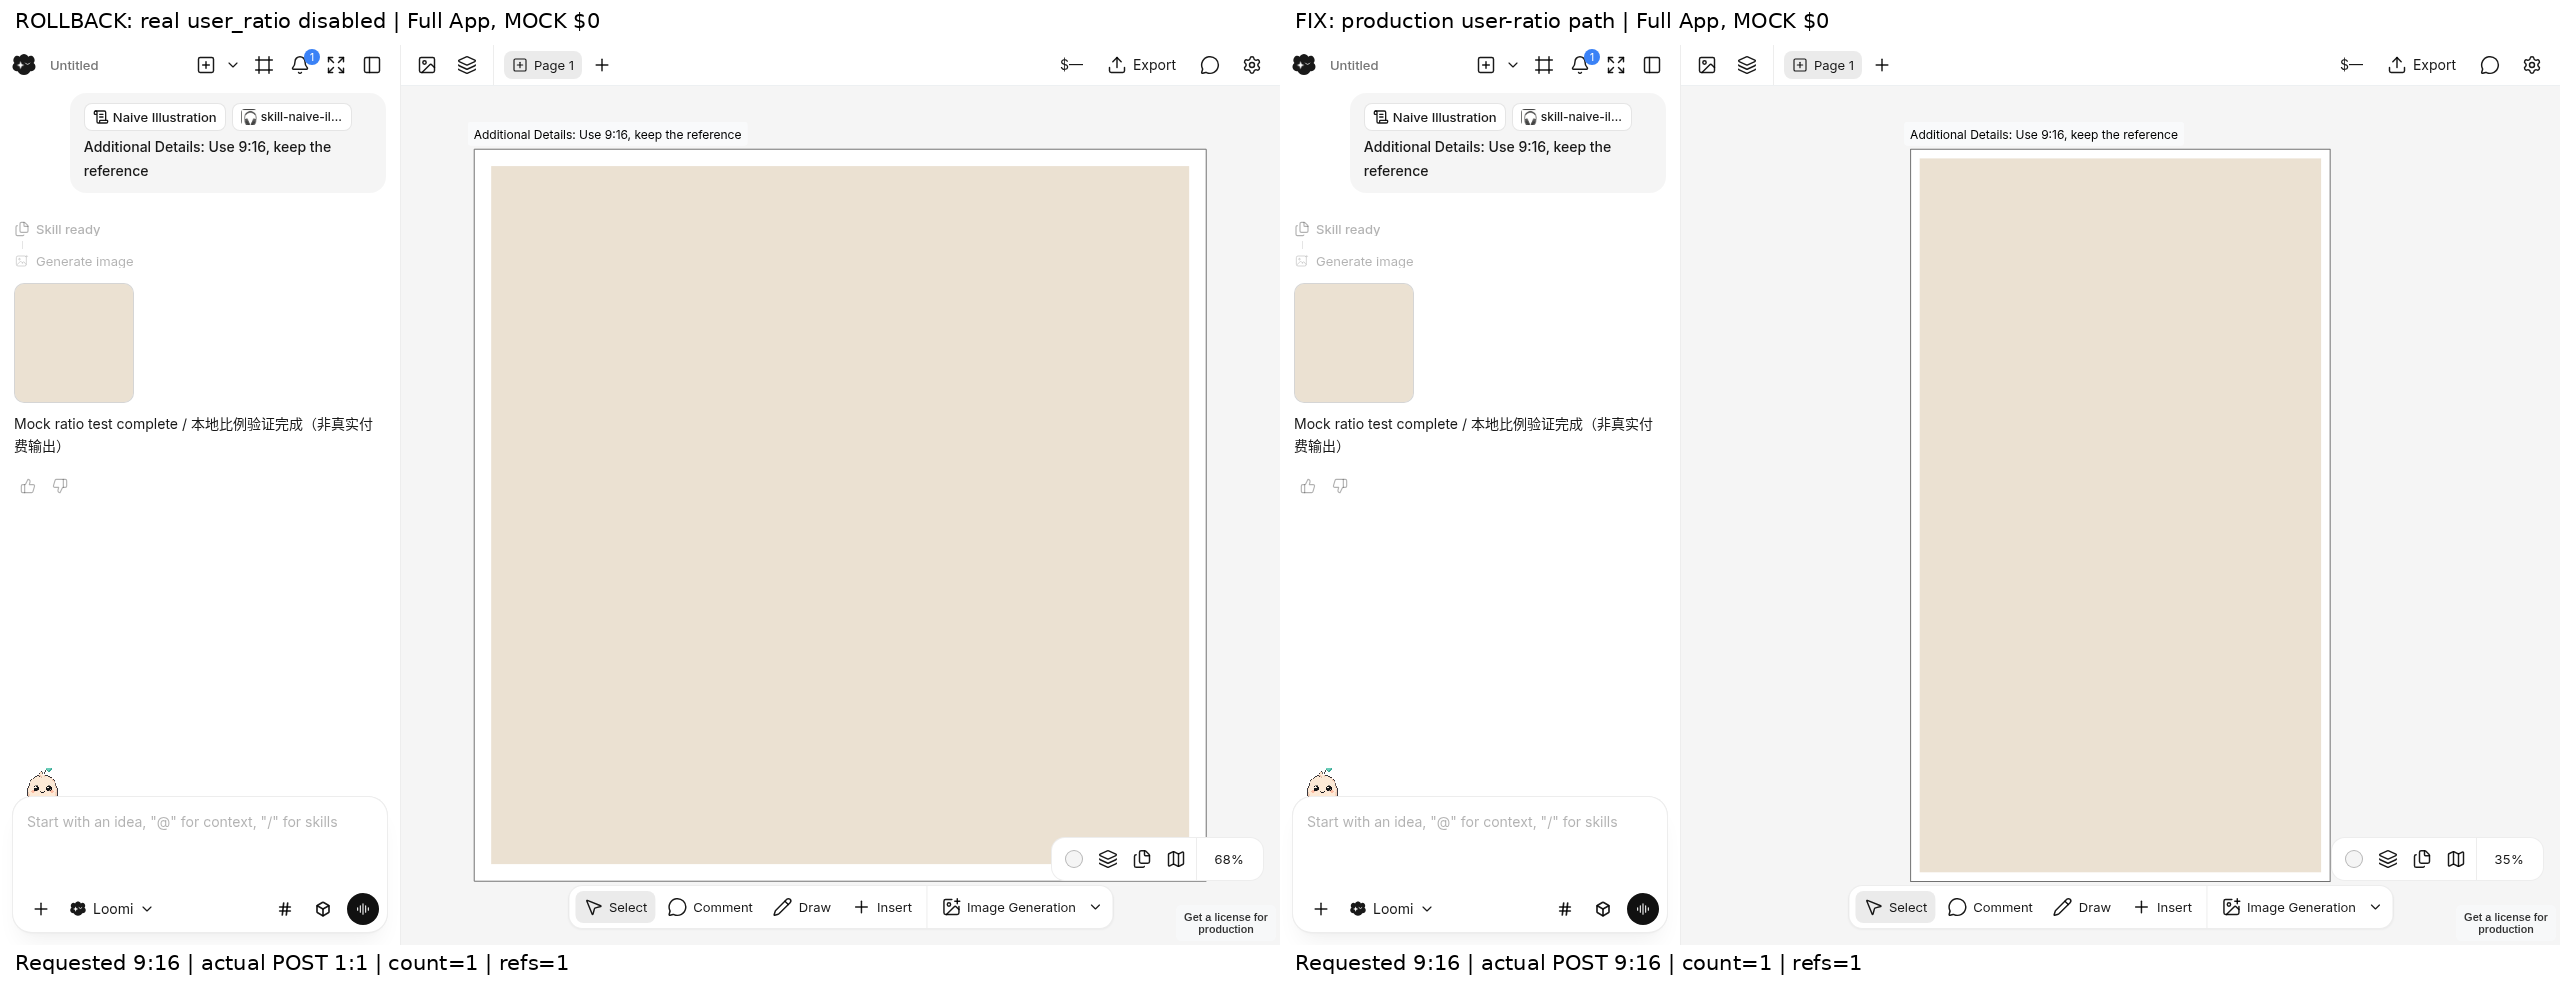 ROLLBACK: real user_ratio disabled | Full App, MOCK $0
Untitled
1
Page 1
$—
Export
Naive Illustration
skill-naive-il...
Additional Details: Use 9:16, keep the
reference
Skill ready
Generate image
Mock ratio test complete / 本地比例验证完成（非真实付
费输出）
Start with an idea, "@" for context, "/" for skills
Loomi
Additional Details: Use 9:16, keep the reference
68%
Select
Comment
Draw
Insert
Image Generation
Get a license for
production
Requested 9:16 | actual POST 1:1 | count=1 | refs=1
FIX: production user-ratio path | Full App, MOCK $0
Untitled
1
Page 1
$—
Export
Naive Illustration
skill-naive-il...
Additional Details: Use 9:16, keep the
reference
Skill ready
Generate image
Mock ratio test complete / 本地比例验证完成（非真实付
费输出）
Start with an idea, "@" for context, "/" for skills
Loomi
Additional Details: Use 9:16, keep the reference
35%
Select
Comment
Draw
Insert
Image Generation
Get a license for
production
Requested 9:16 | actual POST 9:16 | count=1 | refs=1